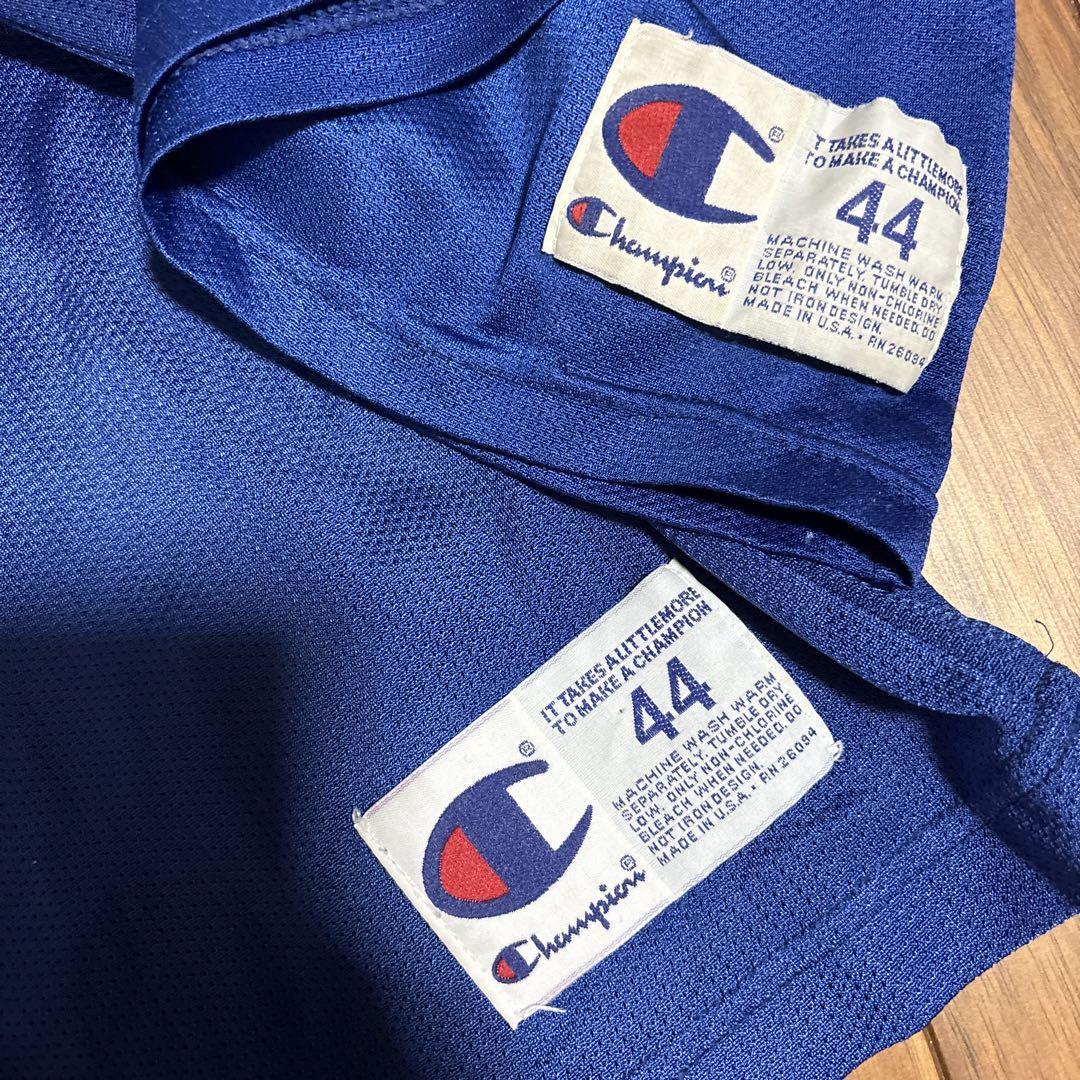 ®
Champion®
IT TAKES A LITTLE MORE
TO MAKE A CHAMPION
44
MACHINE WASH WARM
SEPARATELY. TUMBLE DRY
LOW. ONLY NON-CHLORINE
BLEACH WHEN NEEDED. DO
NOT IRON DESIGN.
MADE IN U.S.A. • RN 26094
®
Champion®
IT TAKES A LITTLE MORE
TO MAKE A CHAMPION
44
MACHINE WASH WARM
SEPARATELY. TUMBLE DRY
LOW. ONLY NON-CHLORINE
BLEACH WHEN NEEDED. DO
NOT IRON DESIGN.
MADE IN U.S.A. • RN 26094